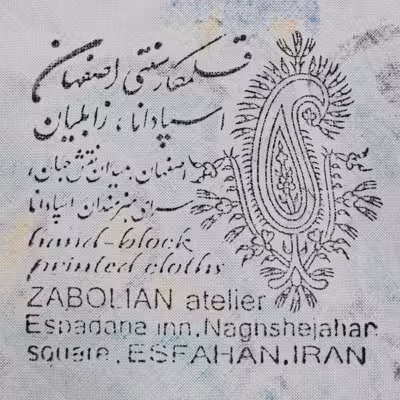 قلمکار سنتی اصفهان
اسپادانا، زابلیان
اصفهان، میدان نقش جهان،
سرای هنرمندان اسپادانا
hand-block
printed cloths
ZABOLIAN atelier
Espadana inn. Naghshejahan
square. ESFAHAN. IRAN